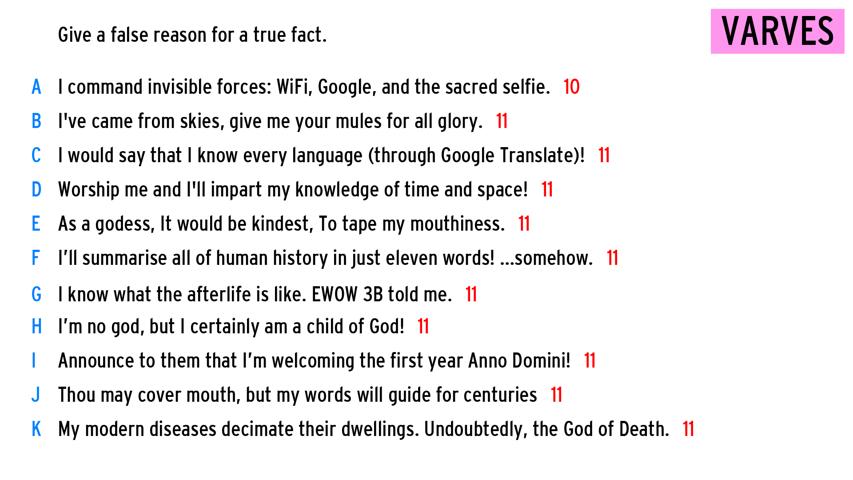 Give a false reason for a true fact.
VARVES
A I command invisible forces: WiFi, Google, and the sacred selfie. 10
B I've came from skies, give me your mules for all glory. 11
C I would say that I know every language (through Google Translate)! 11
D Worship me and I'll impart my knowledge of time and space! 11
E As a godess, It would be kindest, To tape my mouthiness. 11
F I’ll summarise all of human history in just eleven words! ...somehow. 11
G I know what the afterlife is like. EWOW 3B told me. 11
H I’m no god, but I certainly am a child of God! 11
I Announce to them that I’m welcoming the first year Anno Domini! 11
J Thou may cover mouth, but my words will guide for centuries 11
K My modern diseases decimate their dwellings. Undoubtedly, the God of Death. 11